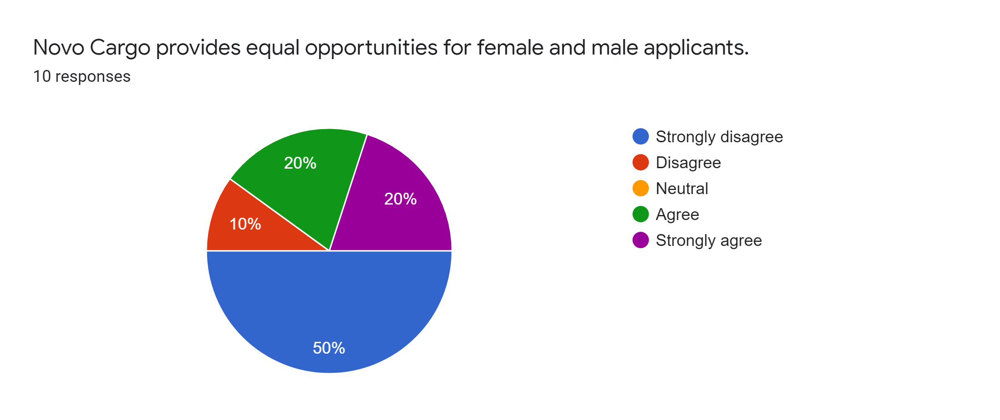 Novo Cargo provides equal opportunities for female and male applicants.
10 responses
20%
20%
10%
50%
Strongly disagree
Disagree
Neutral
Agree
Strongly agree